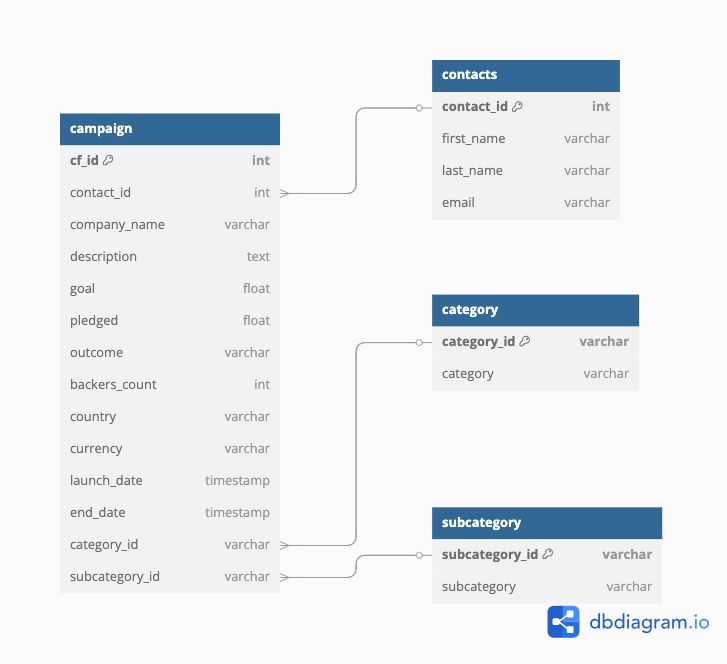 campaign
cf_id int
contact_id int
company_name varchar
description text
goal float
pledged float
outcome varchar
backers_count int
country varchar
currency varchar
launch_date timestamp
end_date timestamp
category_id varchar
subcategory_id varchar
contacts
contact_id int
first_name varchar
last_name varchar
email varchar
category
category_id varchar
category varchar
subcategory
subcategory_id varchar
subcategory varchar
dbdiagram.io